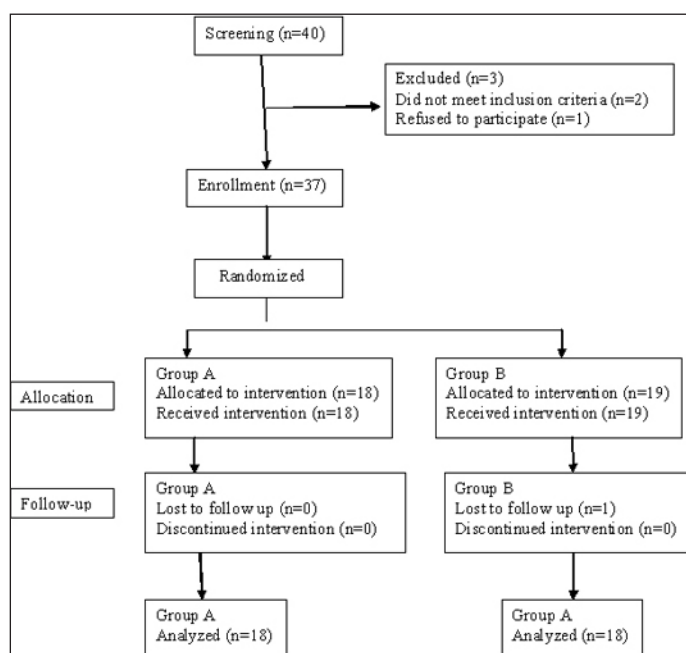 Screening (n=40)
Excluded (n=3)
Did not meet inclusion criteria (n=2)
Refused to participate (n=1)
Enrollment (n=37)
Randomized
Allocation
Group A
Allocated to intervention (n=18)
Received intervention (n=18)
Group B
Allocated to intervention (n=19)
Received intervention (n=19)
Follow-up
Group A
Lost to follow up (n=0)
Discontinued intervention (n=0)
Group B
Lost to follow up (n=1)
Discontinued intervention (n=0)
Group A
Analyzed (n=18)
Group A
Analyzed (n=18)